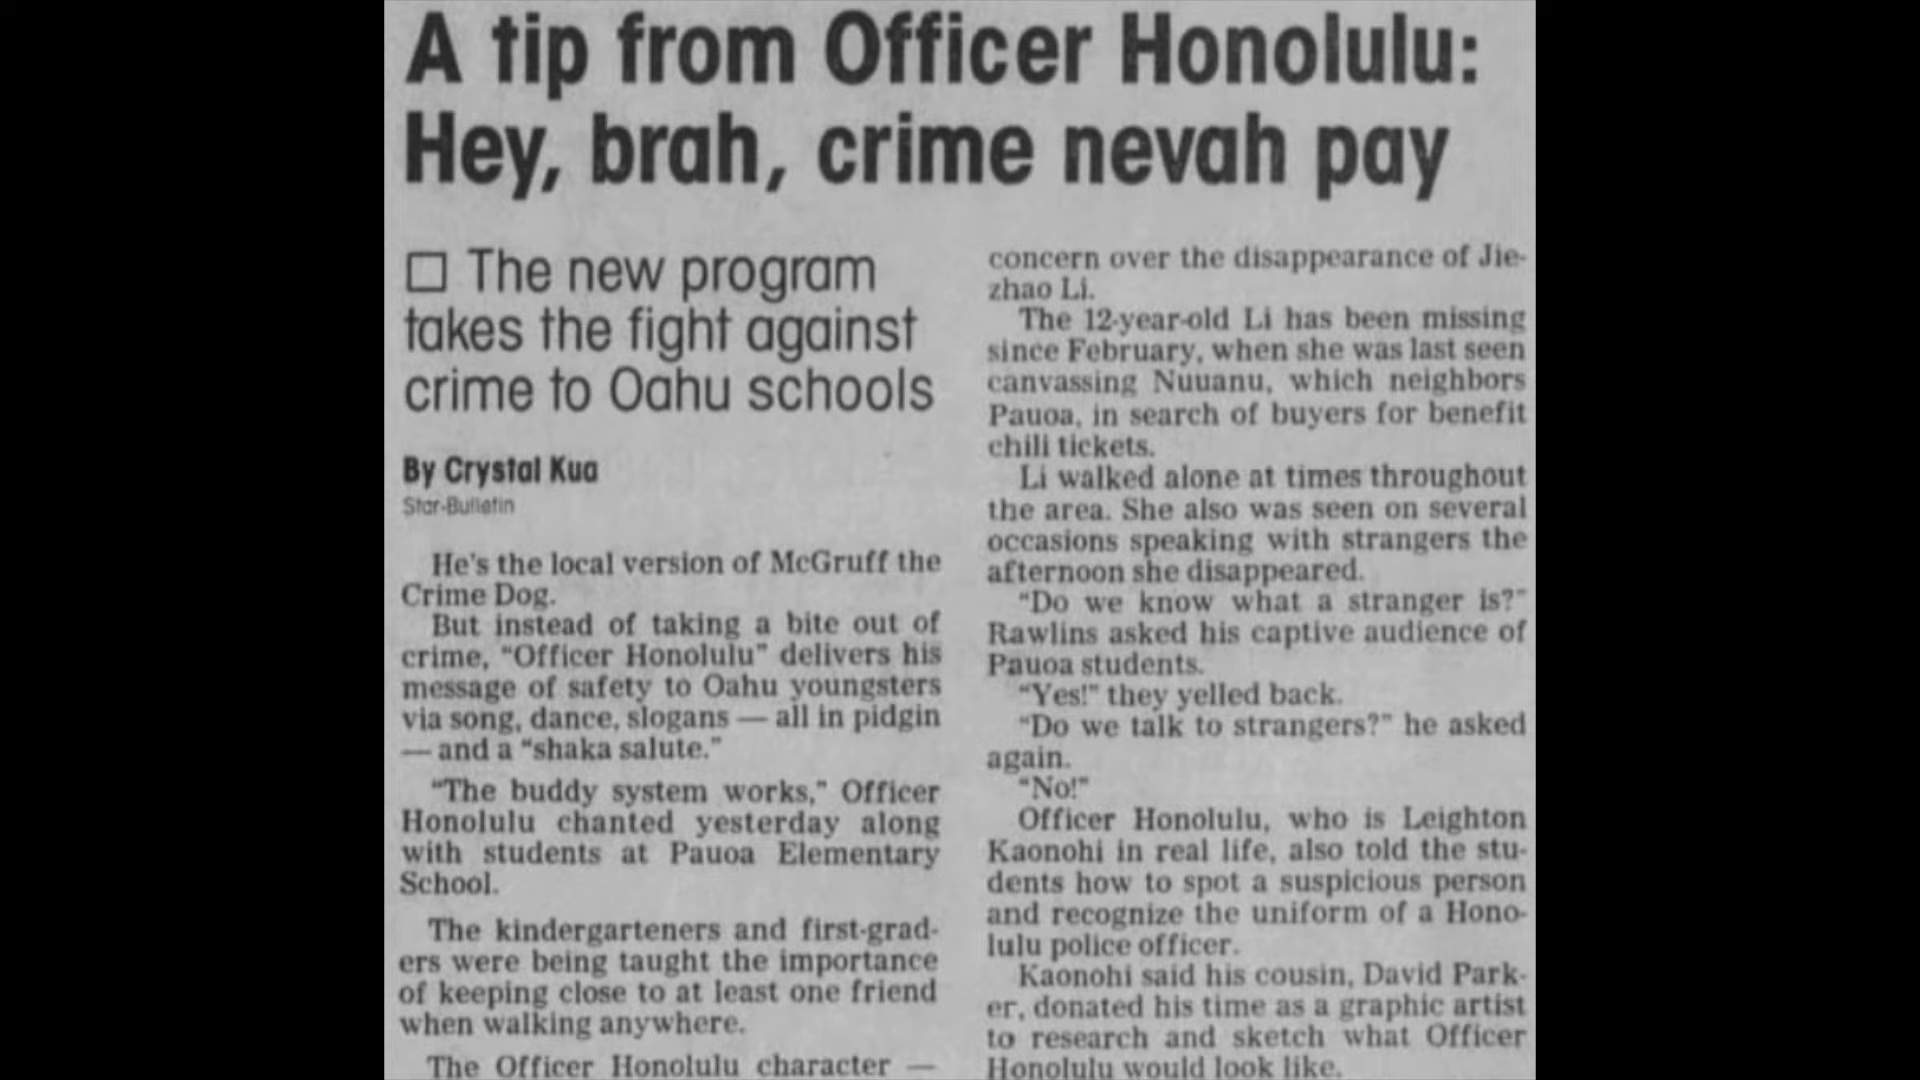 A tip from Officer Honolulu:
Hey, brah, crime nevah pay
□ The new program
takes the fight against
crime to Oahu schools
By Crystal Kua
Star-Bulletin
He's the local version of McGruff the
Crime Dog.
But instead of taking a bite out of
crime, "Officer Honolulu" delivers his
message of safety to Oahu youngsters
via song, dance, slogans — all in pidgin
— and a "shaka salute."
"The buddy system works," Officer
Honolulu chanted yesterday along
with students at Pauoa Elementary
School.
The kindergarteners and first-grad-
ers were being taught the importance
of keeping close to at least one friend
when walking anywhere.
The Officer Honolulu character —
concern over the disappearance of Jie-
zhao Li.
The 12-year-old Li has been missing
since February, when she was last seen
canvassing Nuuanu, which neighbors
Pauoa, in search of buyers for benefit
chili tickets.
Li walked alone at times throughout
the area. She also was seen on several
occasions speaking with strangers the
afternoon she disappeared.
"Do we know what a stranger is?"
Rawlins asked his captive audience of
Pauoa students.
"Yes!" they yelled back.
"Do we talk to strangers?" he asked
again.
"No!"
Officer Honolulu, who is Leighton
Kaonohi in real life, also told the stu-
dents how to spot a suspicious person
and recognize the uniform of a Hono-
lulu police officer.
Kaonohi said his cousin, David Park-
er, donated his time as a graphic artist
to research and sketch what Officer
Honolulu would look like.